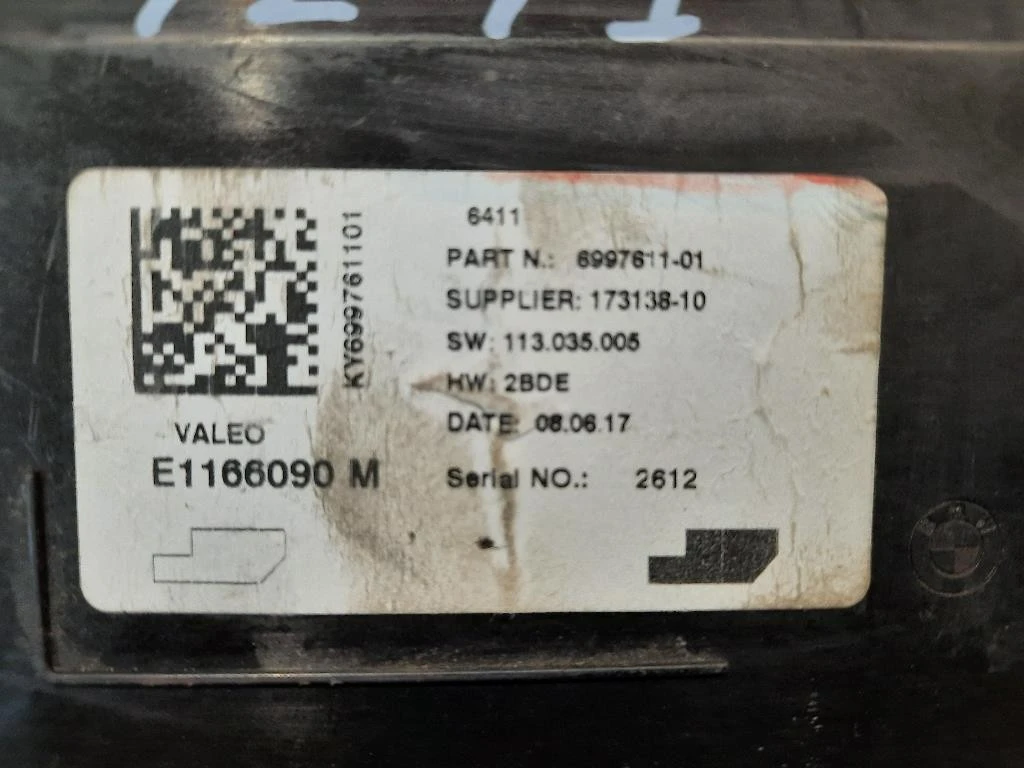 6411
PART N.: 6997611-01
SUPPLIER: 173138-10
SW: 113.035.005
HW: 2BDE
DATE: 08.06.17
Serial NO.: 2612
KY699761101
VALEO
E1166090 M